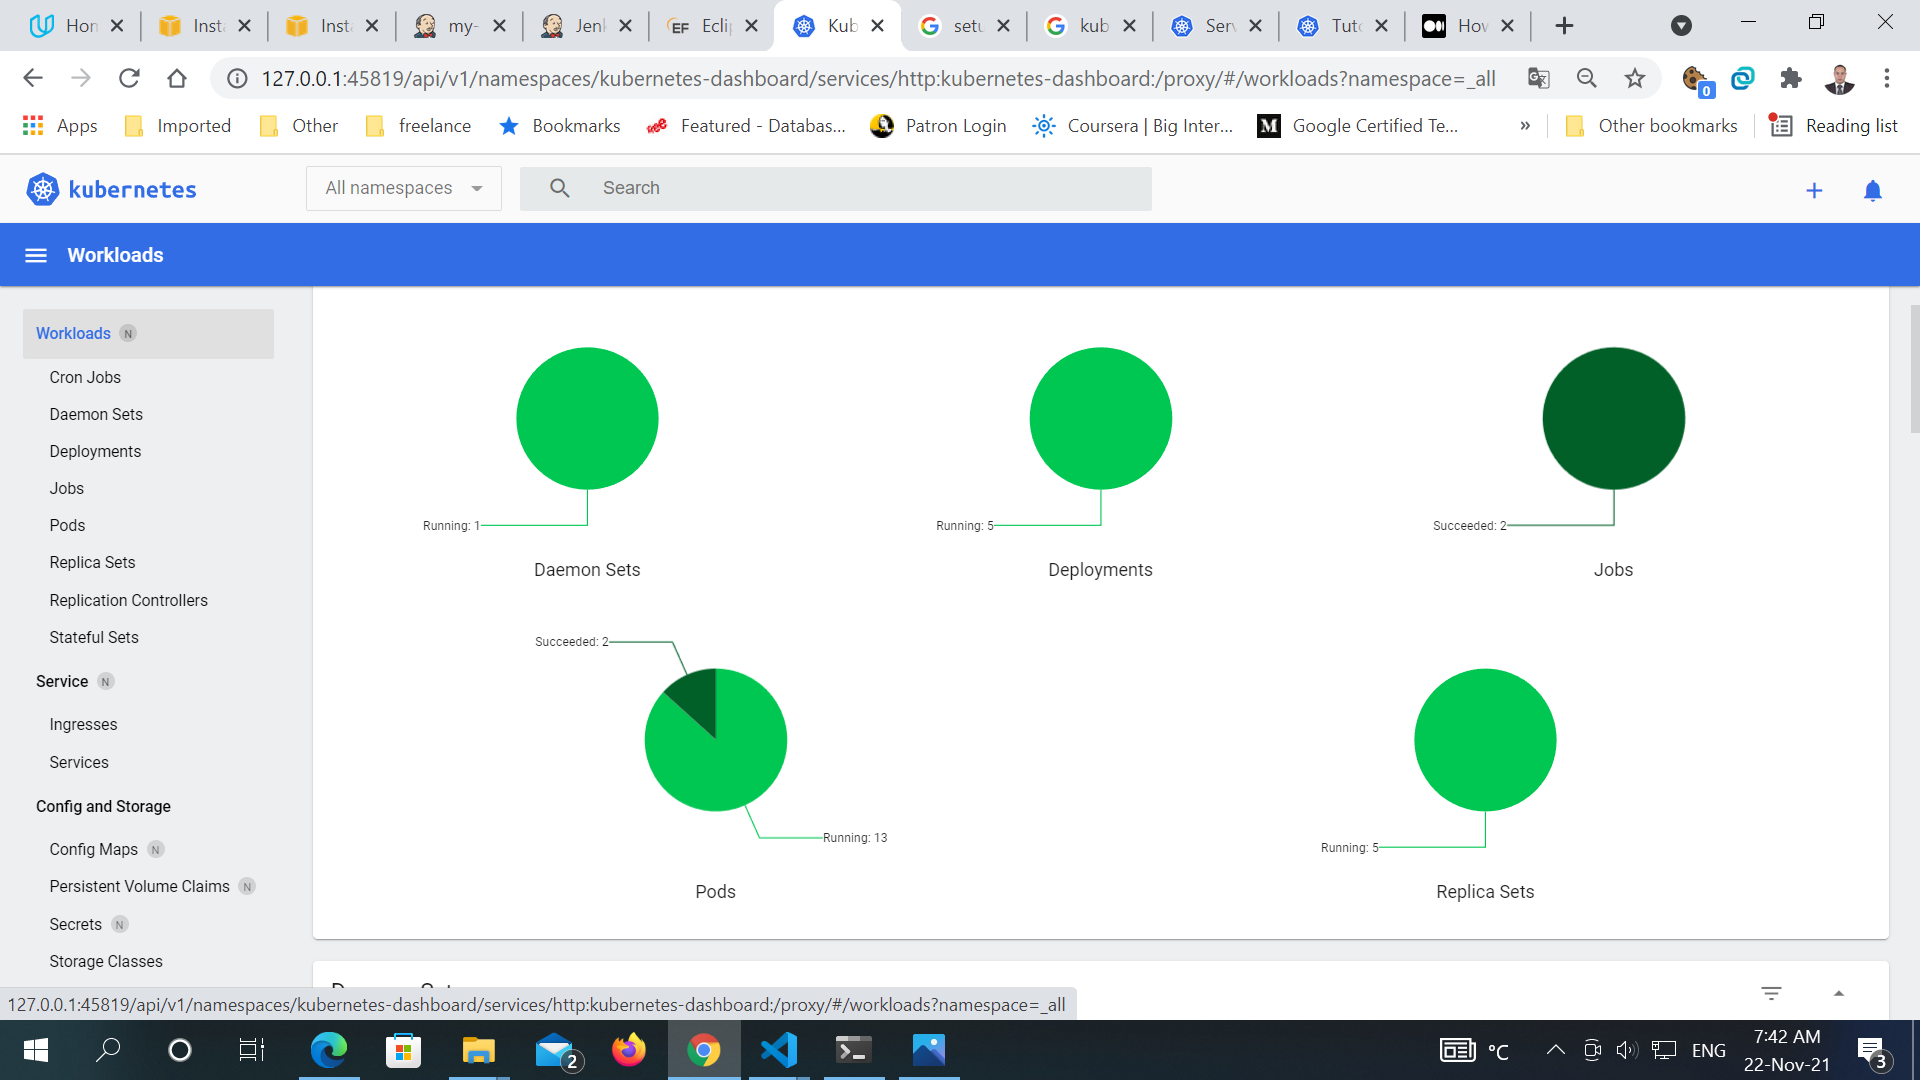 Hon
Insta
Insta
my-
Jenk
EF Eclip
Kub
setu
kub
Serv
Tuto
How
127.0.0.1:45819/api/v1/namespaces/kubernetes-dashboard/services/http:kubernetes-dashboard:/proxy/#/workloads?namespace=_all
0
Apps
Imported
Other
freelance
Bookmarks
Featured - Databas...
Patron Login
Coursera | Big Inter...
M Google Certified Te...
»
Other bookmarks
Reading list
kubernetes
All namespaces
Search
Workloads
Workloads N
Cron Jobs
Daemon Sets
Deployments
Jobs
Pods
Replica Sets
Replication Controllers
Stateful Sets
Service N
Ingresses
Services
Config and Storage
Config Maps N
Persistent Volume Claims N
Secrets N
Storage Classes
Running: 1
Daemon Sets
Running: 5
Deployments
Succeeded: 2
Jobs
Succeeded: 2
Running: 13
Pods
Running: 5
Replica Sets
Daemon Sets
127.0.0.1:45819/api/v1/namespaces/kubernetes-dashboard/services/http:kubernetes-dashboard:/proxy/#/workloads?namespace=_all
2
°C
ENG
7:42 AM
22-Nov-21
3